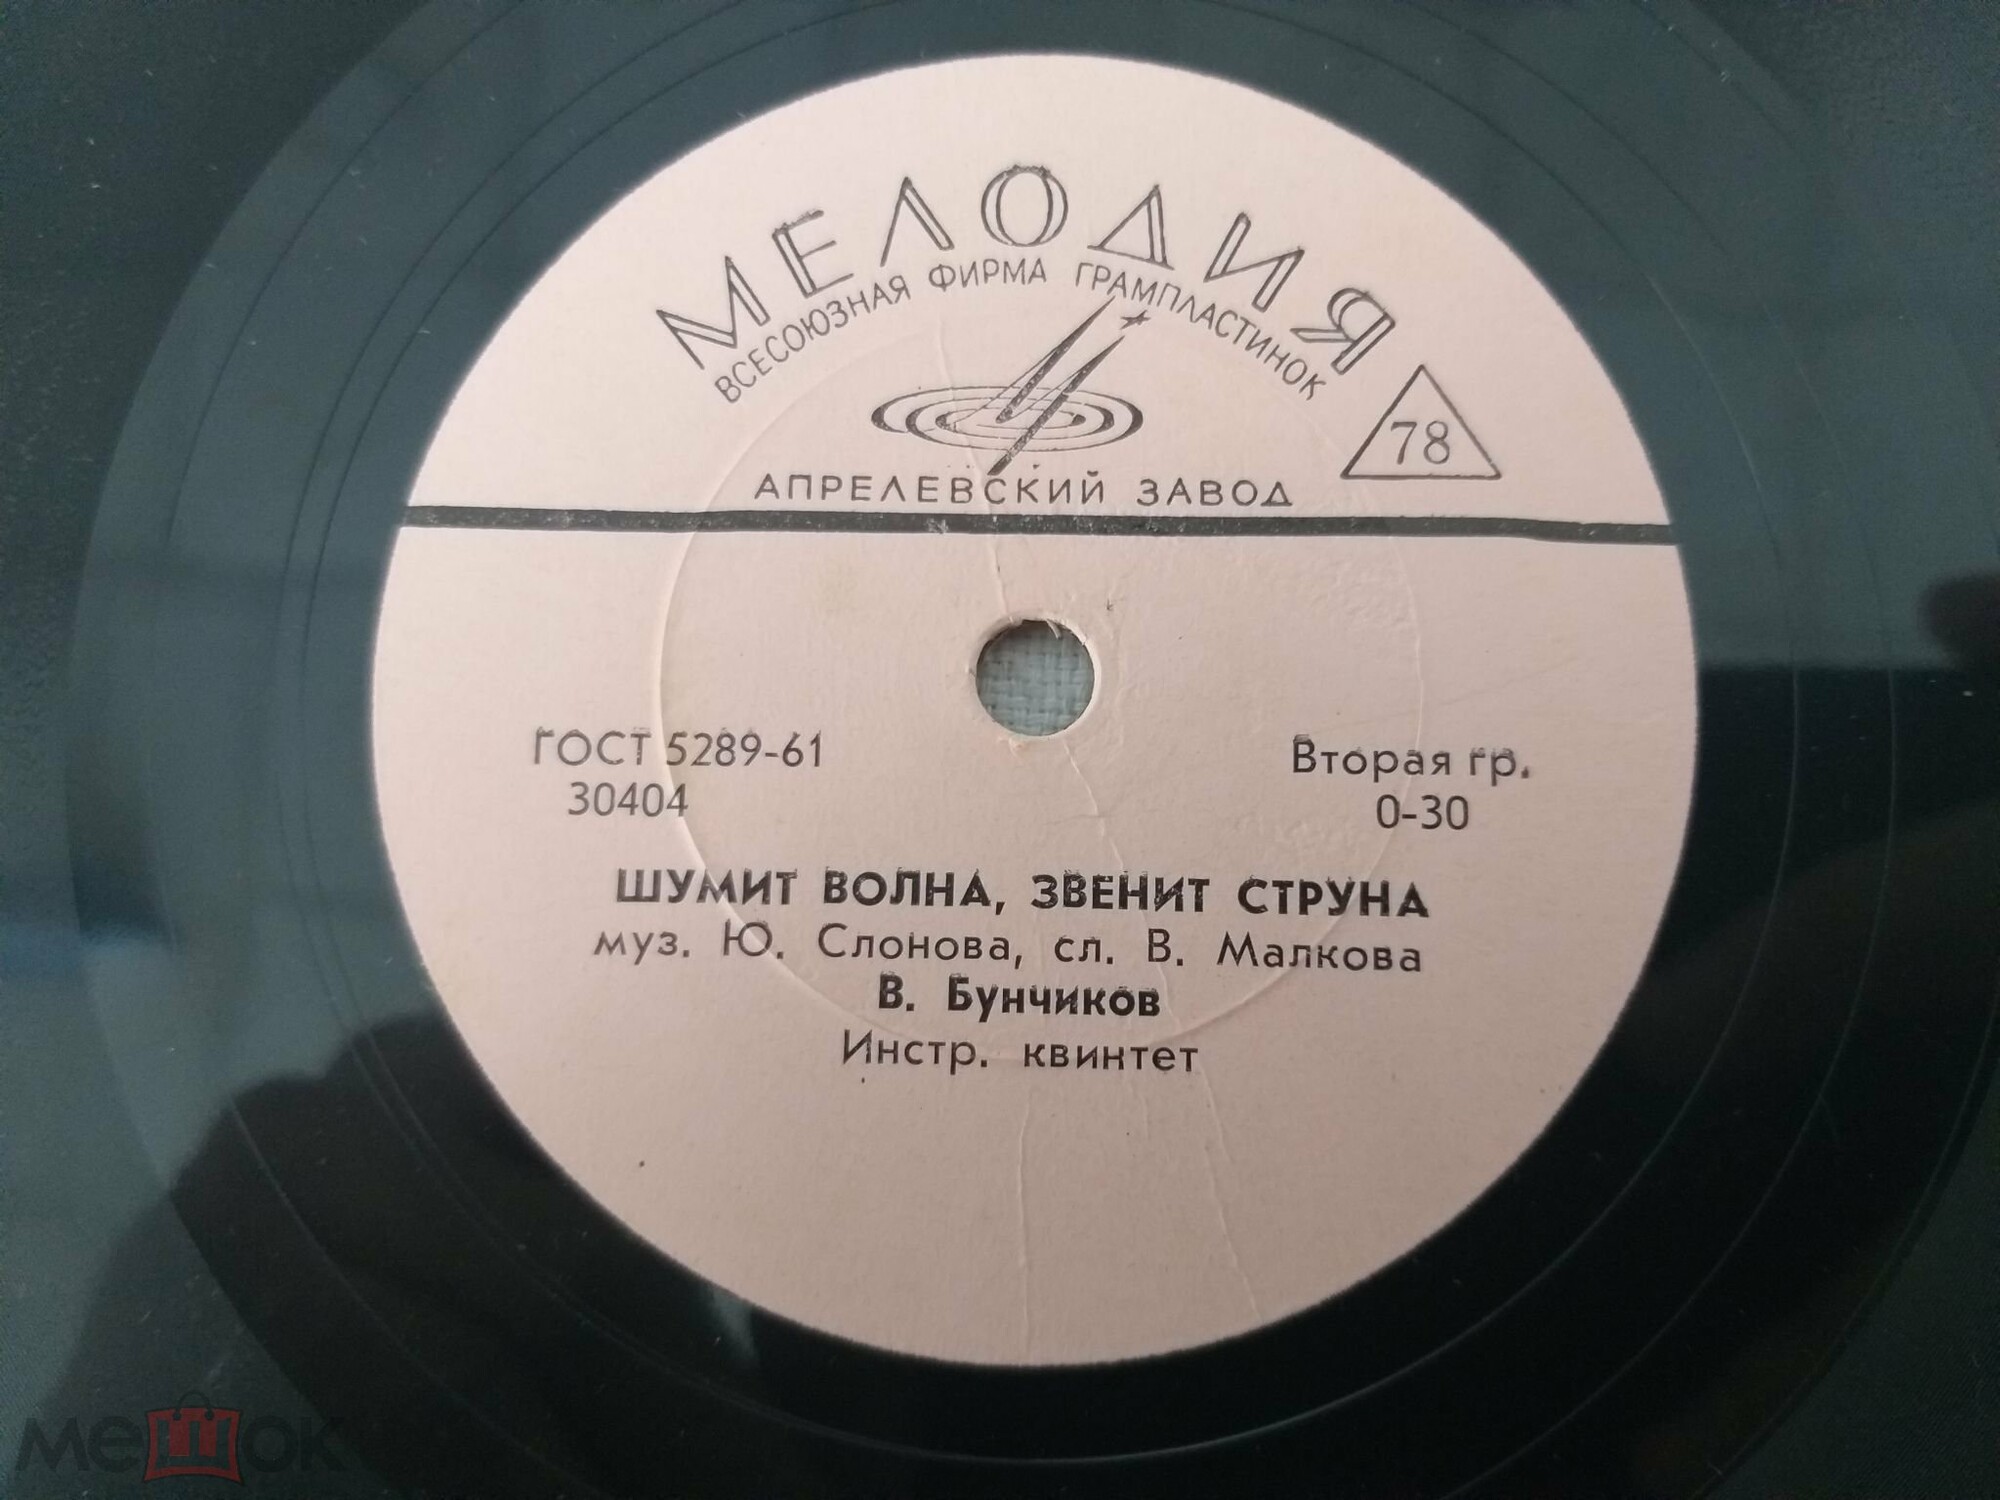 МЕЛОДИЯ
ВСЕСОЮЗНАЯ ФИРМА ГРАМПЛАСТИНОК
78
АПРЕЛЕВСКИЙ ЗАВОД
ГОСТ 5289-61
30404
Вторая гр.
0-30
ШУМИТ ВОЛНА, ЗВЕНИТ СТРУНА
муз. Ю. Слонова, сл. В. Малкова
В. Бунчиков
Инстр. квинтет
мешок